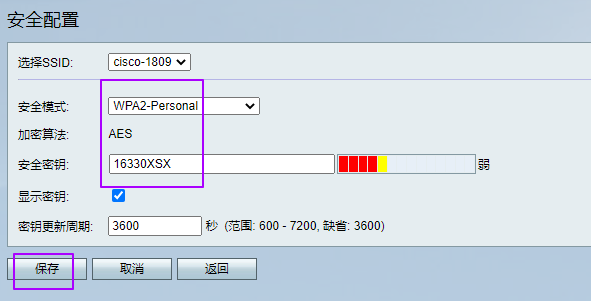 安全配置
选择SSID: cisco-1809
安全模式: WPA2-Personal
加密算法: AES
安全密钥: 16330XSX 弱
显示密钥:
密钥更新周期: 3600 秒 (范围: 600 - 7200, 缺省: 3600)
保存 取消 返回